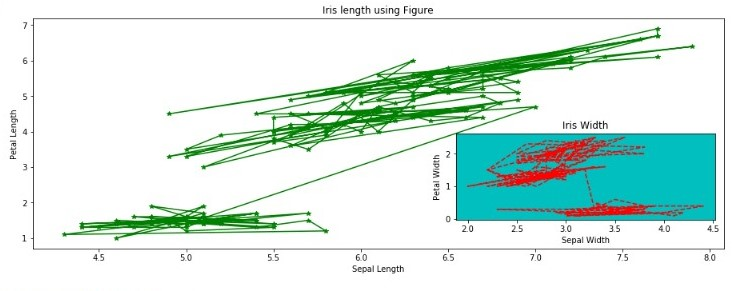 Iris length using Figure
Petal Length
7
6
5
4
3
2
1
4.5 5.0 5.5 6.0 6.5 7.0 7.5 8.0
Sepal Length
Iris Width
Petal Width
2
1
0
2.0 2.5 3.0 3.5 4.0 4.5
Sepal Width